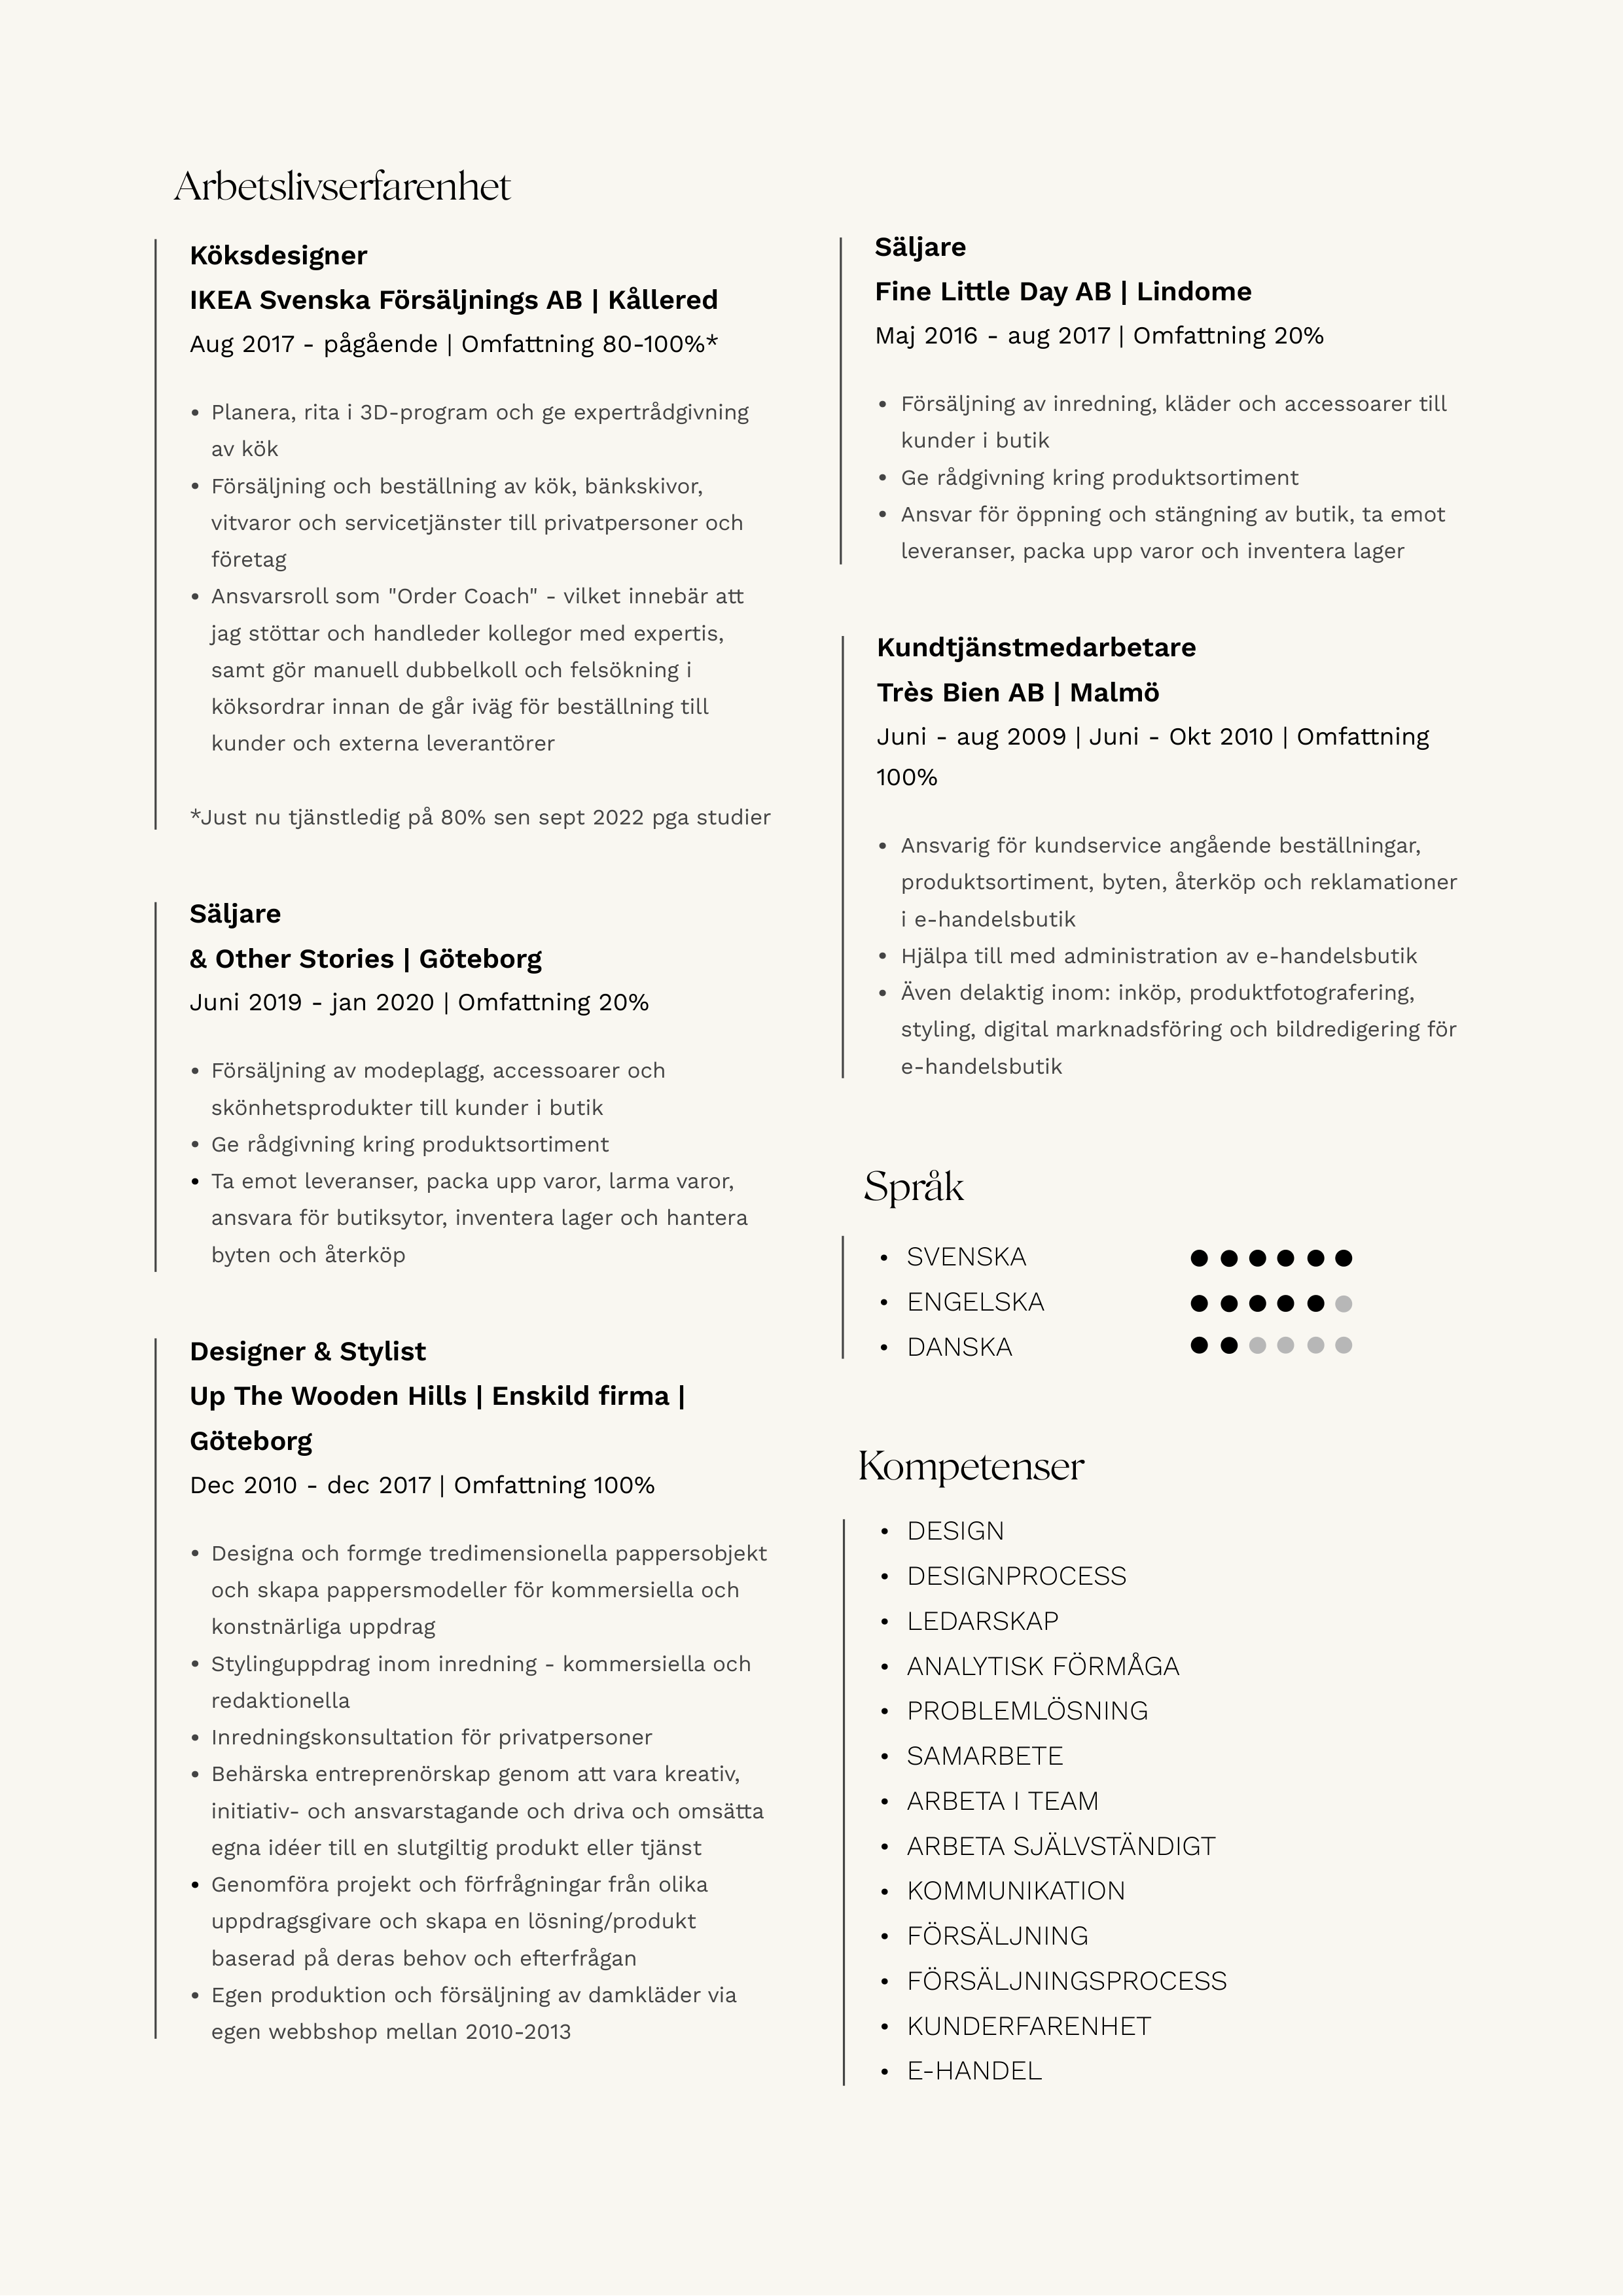 Arbetslivserfarenhet
Köksdesigner
IKEA Svenska Försäljnings AB | Kållered
Aug 2017 - pågående | Omfattning 80-100%*
• Planera, rita i 3D-program och ge expertrådgivning
av kök
• Försäljning och beställning av kök, bänkskivor,
vitvaror och servicetjänster till privatpersoner och
företag
• Ansvarsroll som "Order Coach" - vilket innebär att
jag stöttar och handleder kollegor med expertis,
samt gör manuell dubbelkoll och felsökning i
köksordrar innan de går iväg för beställning till
kunder och externa leverantörer
*Just nu tjänstledig på 80% sen sept 2022 pga studier
Säljare
& Other Stories | Göteborg
Juni 2019 - jan 2020 | Omfattning 20%
• Försäljning av modeplagg, accessoarer och
skönhetsprodukter till kunder i butik
• Ge rådgivning kring produktsortiment
• Ta emot leveranser, packa upp varor, larma varor,
ansvara för butiksytor, inventera lager och hantera
byten och återköp
Designer & Stylist
Up The Wooden Hills | Enskild firma |
Göteborg
Dec 2010 - dec 2017 | Omfattning 100%
• Designa och formge tredimensionella pappersobjekt
och skapa pappersmodeller för kommersiella och
konstnärliga uppdrag
• Stylinguppdrag inom inredning - kommersiella och
redaktionella
• Inredningskonsultation för privatpersoner
• Behärska entreprenörskap genom att vara kreativ,
initiativ- och ansvarstagande och driva och omsätta
egna idéer till en slutgiltig produkt eller tjänst
• Genomföra projekt och förfrågningar från olika
uppdragsgivare och skapa en lösning/produkt
baserad på deras behov och efterfrågan
• Egen produktion och försäljning av damkläder via
egen webbshop mellan 2010-2013
Säljare
Fine Little Day AB | Lindome
Maj 2016 - aug 2017 | Omfattning 20%
• Försäljning av inredning, kläder och accessoarer till
kunder i butik
• Ge rådgivning kring produktsortiment
• Ansvar för öppning och stängning av butik, ta emot
leveranser, packa upp varor och inventera lager
Kundtjänstmedarbetare
Très Bien AB | Malmö
Juni - aug 2009 | Juni - Okt 2010 | Omfattning
100%
• Ansvarig för kundservice angående beställningar,
produktsortiment, byten, återköp och reklamationer
i e-handelsbutik
• Hjälpa till med administration av e-handelsbutik
• Även delaktig inom: inköp, produktfotografering,
styling, digital marknadsföring och bildredigering för
e-handelsbutik
Språk
• SVENSKA
• ENGELSKA
• DANSKA
Kompetenser
• DESIGN
• DESIGNPROCESS
• LEDARSKAP
• ANALYTISK FÖRMÅGA
• PROBLEMLÖSNING
• SAMARBETE
• ARBETA I TEAM
• ARBETA SJÄLVSTÄNDIGT
• KOMMUNIKATION
• FÖRSÄLJNING
• FÖRSÄLJNINGSPROCESS
• KUNDERFARENHET
• E-HANDEL